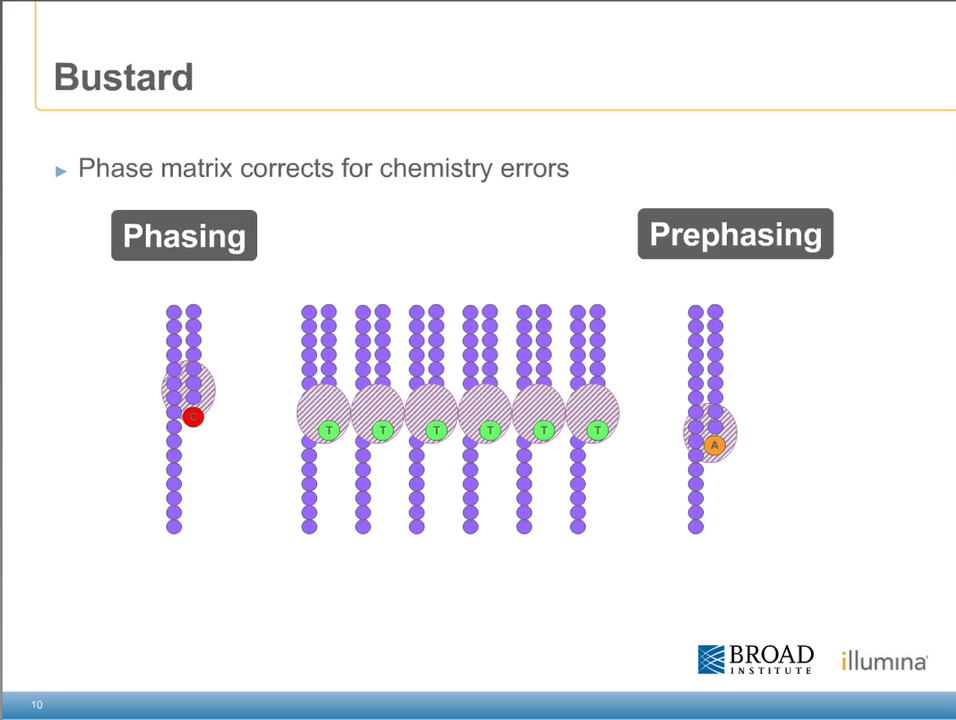 Bustard
Phase matrix corrects for chemistry errors
Phasing
Prephasing
C
T T T T T T
A
BROAD
INSTITUTE
illumina
10